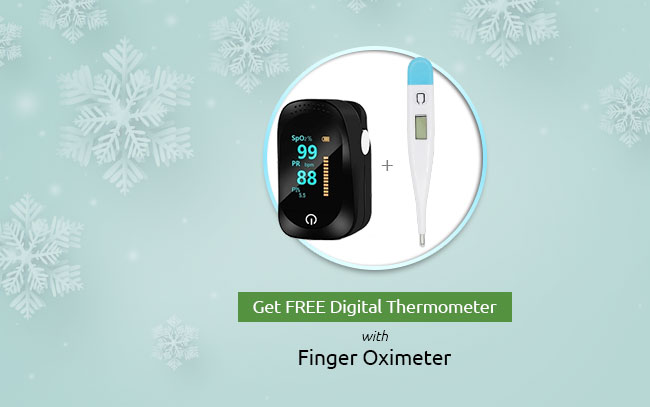 SpO₂%
99
PR bpm
88
PI%
5.5
+
Get FREE Digital Thermometer
with
Finger Oximeter